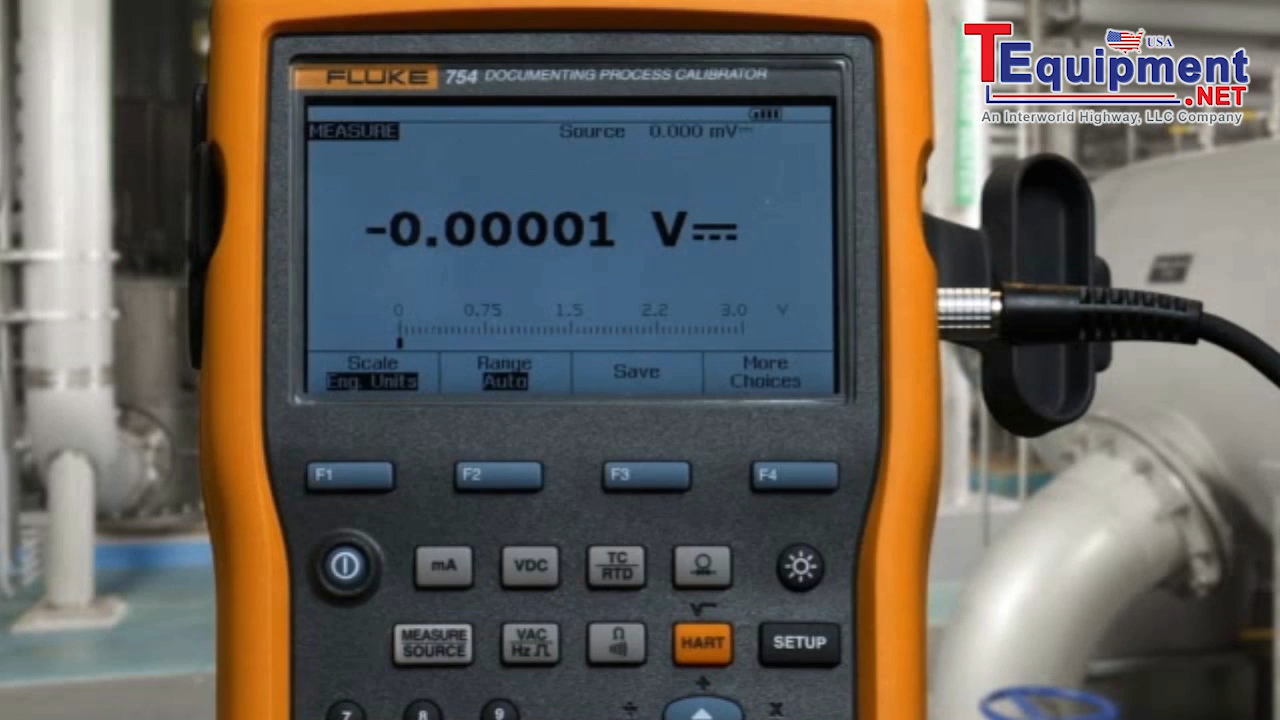 TEquipment
USA
.NET
An Interworld Highway, LLC Company
FLUKE 754 DOCUMENTING PROCESS CALIBRATOR
MEASURE Source 0.000 mV
-0.00001 V
0 0.75 1.5 2.2 3.0 V
Scale Range Save More
Eng. Units Auto Choices
F1 F2 F3 F4
mA VDC TC
RTD
MEASURE VAC Ω HART SETUP
SOURCE Hz
7 8 9 ÷ + x